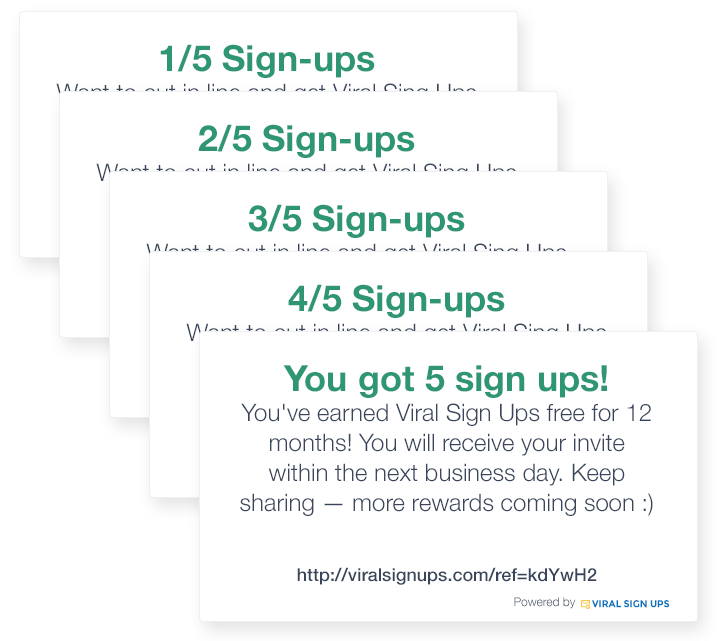 1/5 Sign-ups
Want to cut in line and get Viral Sing Ups
2/5 Sign-ups
Want to cut in line and get Viral Sing Ups
3/5 Sign-ups
Want to cut in line and get Viral Sing Ups
4/5 Sign-ups
Want to cut in line and get Viral Sing Ups
You got 5 sign ups!
You've earned Viral Sign Ups free for 12
months! You will receive your invite
within the next business day. Keep
sharing — more rewards coming soon :)
http://viralsignups.com/ref=kdYwH2
Powered by VIRAL SIGN UPS